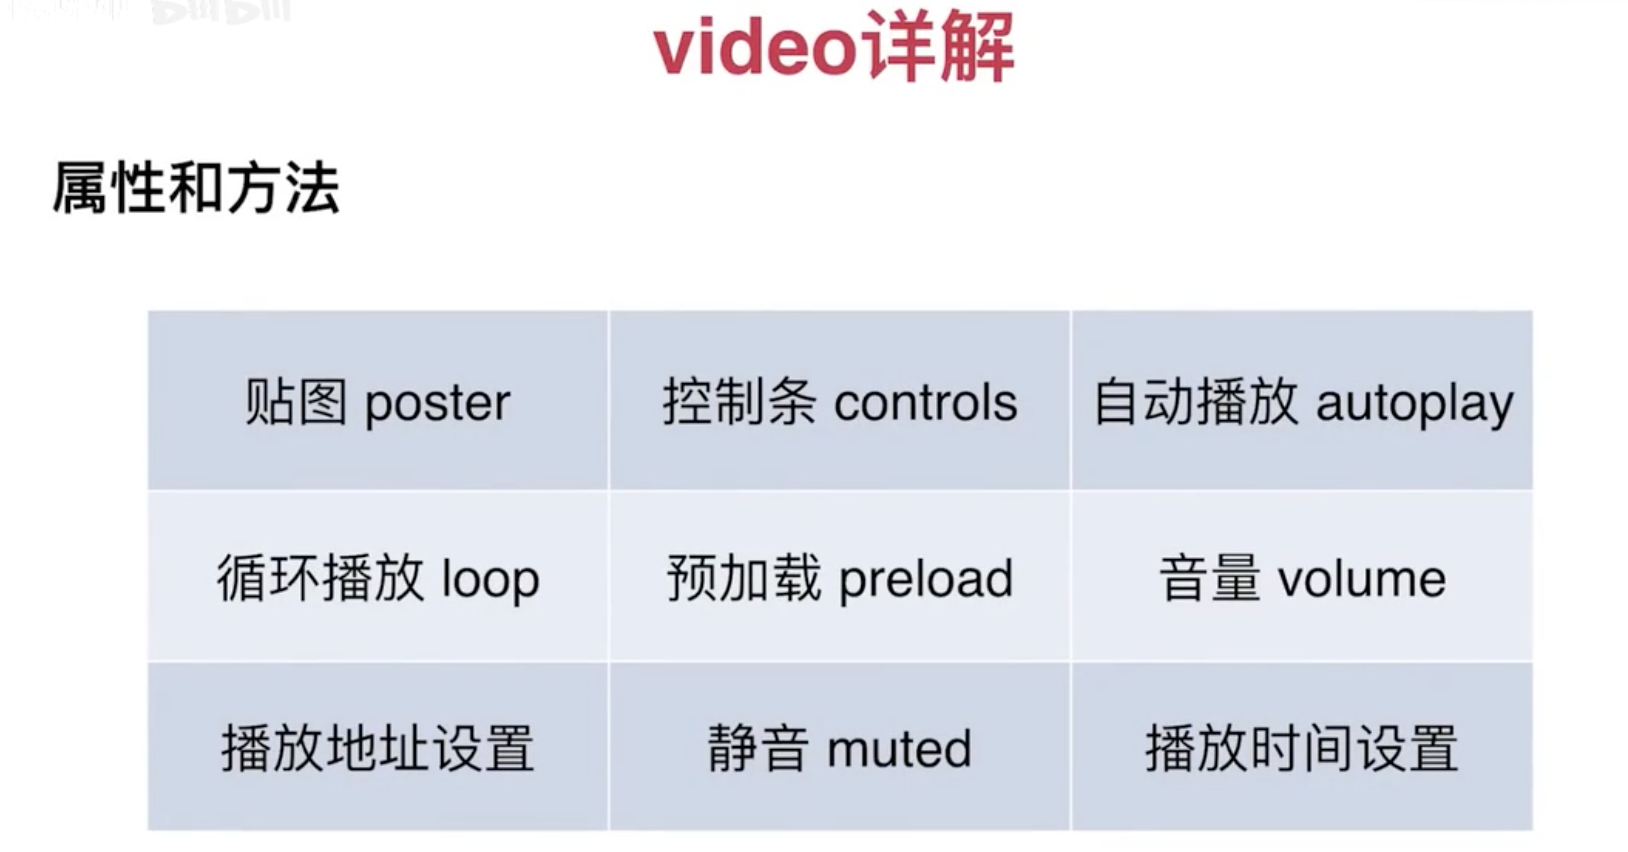 video详解
属性和方法
贴图 poster
控制条 controls
自动播放 autoplay
循环播放 loop
预加载 preload
音量 volume
播放地址设置
静音 muted
播放时间设置